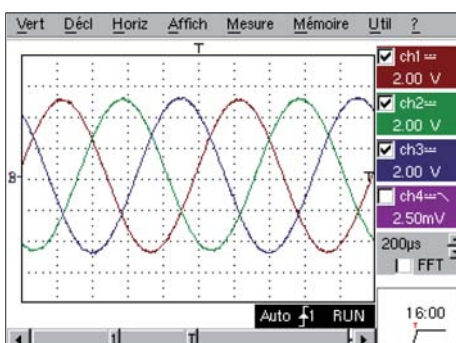 Vert Décl Horiz Affich Mesure Mémoire Util ?
T
ch1
2.00 V
ch2
2.00 V
ch3
2.00 V
B
T
ch4
2.50mV
200µs
FFT
Auto 1 RUN
16:00
T
1 T